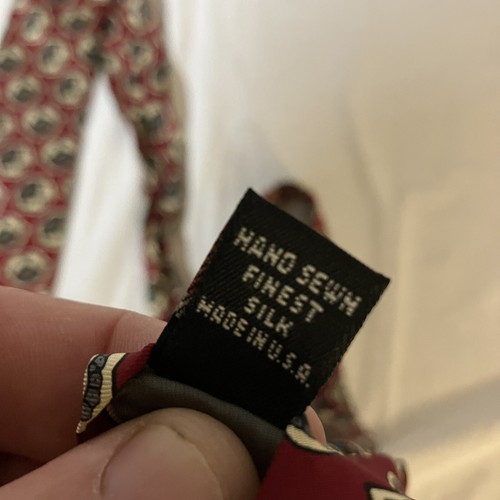 HAND SEWN
FINEST
SILK
MADE IN U.S.A.